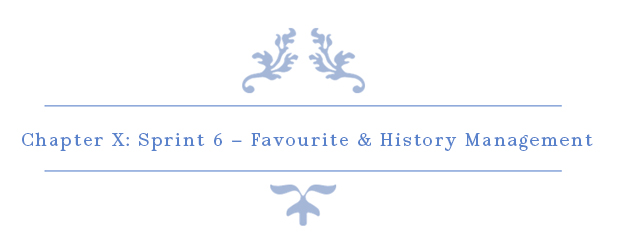 Chapter X: Sprint 6 – Favourite & History Management